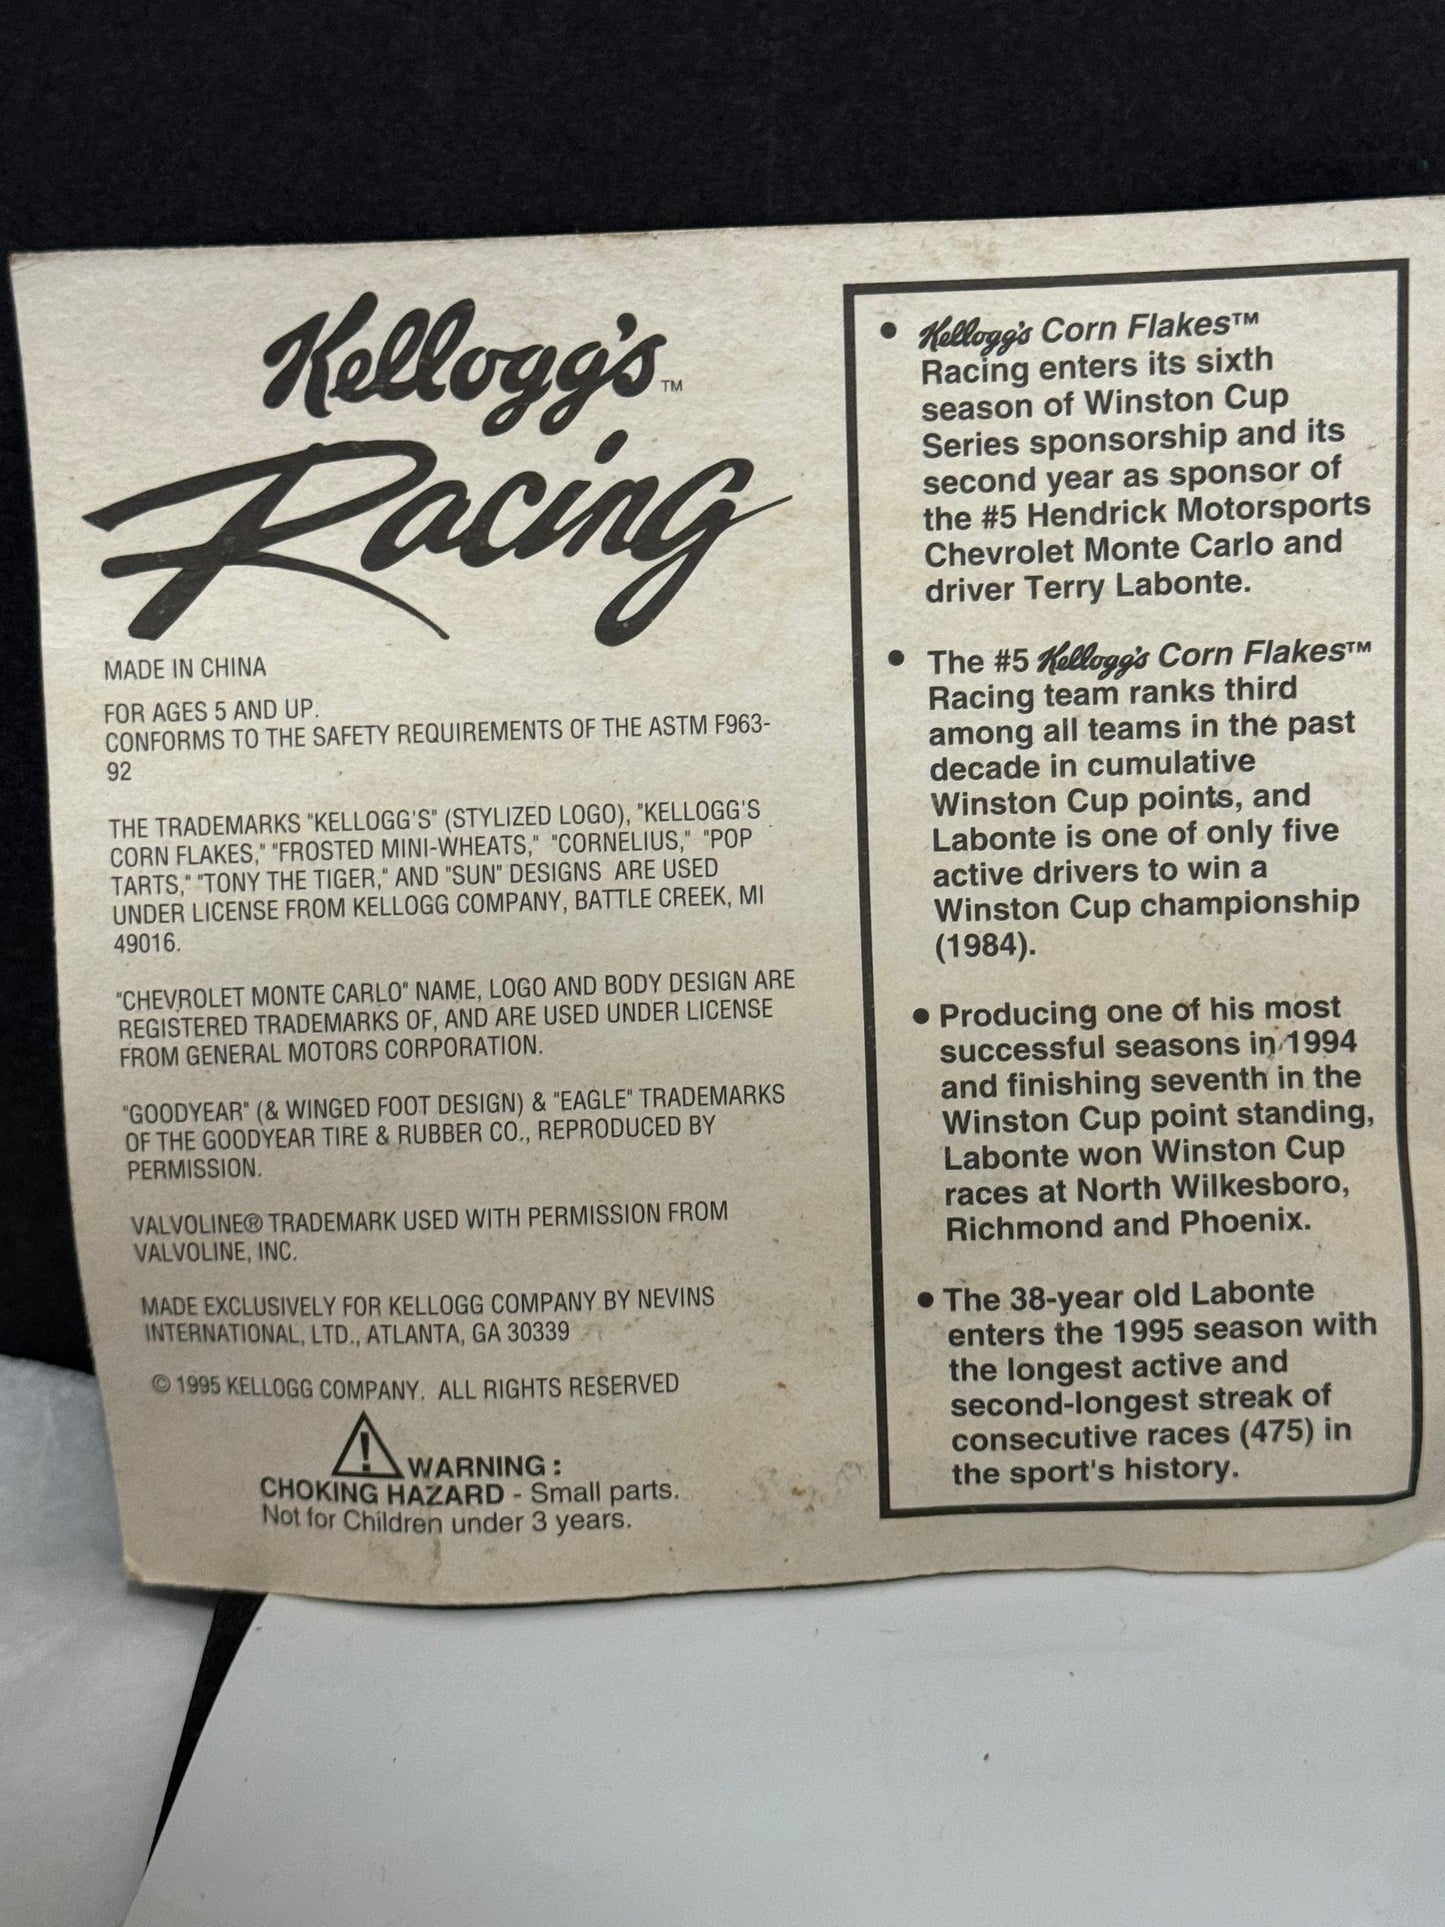 Kellogg's™
Racing
MADE IN CHINA
FOR AGES 5 AND UP.
CONFORMS TO THE SAFETY REQUIREMENTS OF THE ASTM F963-
92
THE TRADEMARKS "KELLOGG'S" (STYLIZED LOGO), "KELLOGG'S
CORN FLAKES," "FROSTED MINI-WHEATS," "CORNELIUS," "POP
TARTS," "TONY THE TIGER," AND "SUN" DESIGNS ARE USED
UNDER LICENSE FROM KELLOGG COMPANY, BATTLE CREEK, MI
49016.
"CHEVROLET MONTE CARLO" NAME, LOGO AND BODY DESIGN ARE
REGISTERED TRADEMARKS OF, AND ARE USED UNDER LICENSE
FROM GENERAL MOTORS CORPORATION.
"GOODYEAR" (& WINGED FOOT DESIGN) & "EAGLE" TRADEMARKS
OF THE GOODYEAR TIRE & RUBBER CO., REPRODUCED BY
PERMISSION.
VALVOLINE® TRADEMARK USED WITH PERMISSION FROM
VALVOLINE, INC.
MADE EXCLUSIVELY FOR KELLOGG COMPANY BY NEVINS
INTERNATIONAL, LTD., ATLANTA, GA 30339
© 1995 KELLOGG COMPANY. ALL RIGHTS RESERVED
! WARNING :
CHOKING HAZARD - Small parts.
Not for Children under 3 years.
• Kellogg's Corn Flakes™
Racing enters its sixth
season of Winston Cup
Series sponsorship and its
second year as sponsor of
the #5 Hendrick Motorsports
Chevrolet Monte Carlo and
driver Terry Labonte.
• The #5 Kellogg's Corn Flakes™
Racing team ranks third
among all teams in the past
decade in cumulative
Winston Cup points, and
Labonte is one of only five
active drivers to win a
Winston Cup championship
(1984).
• Producing one of his most
successful seasons in 1994
and finishing seventh in the
Winston Cup point standing,
Labonte won Winston Cup
races at North Wilkesboro,
Richmond and Phoenix.
• The 38-year old Labonte
enters the 1995 season with
the longest active and
second-longest streak of
consecutive races (475) in
the sport's history.